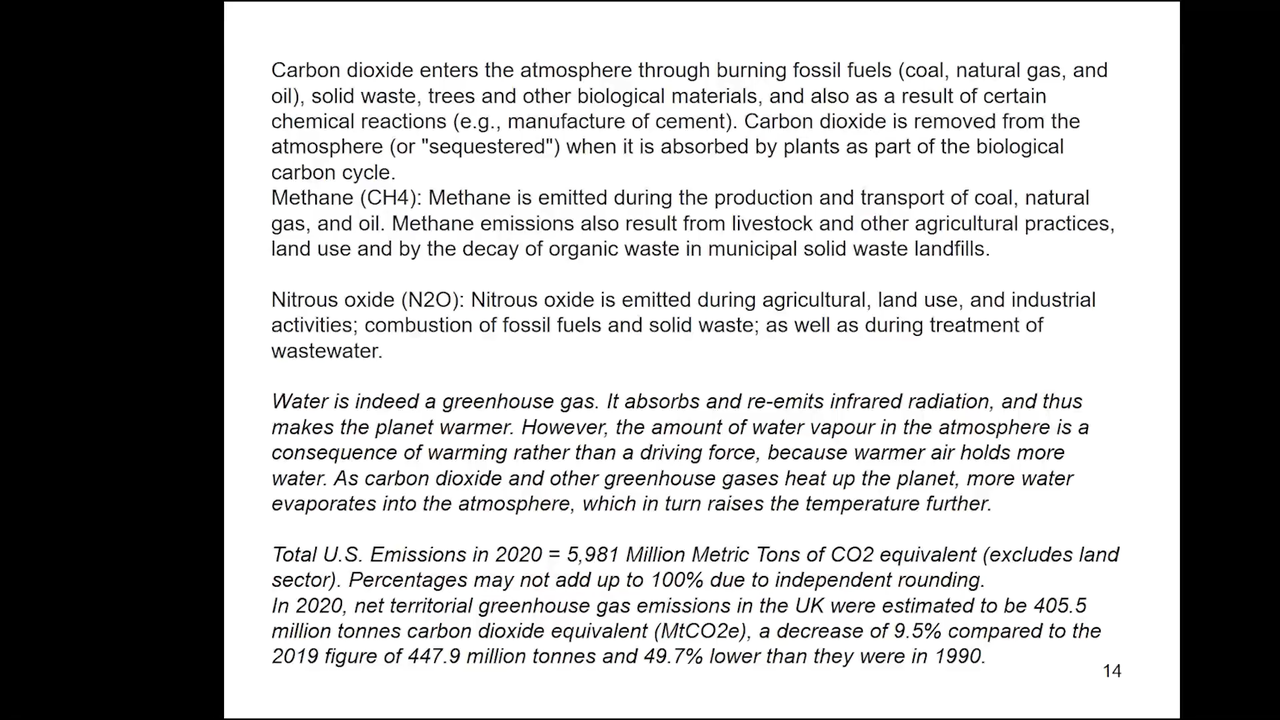 Carbon dioxide enters the atmosphere through burning fossil fuels (coal, natural gas, and
oil), solid waste, trees and other biological materials, and also as a result of certain
chemical reactions (e.g., manufacture of cement). Carbon dioxide is removed from the
atmosphere (or "sequestered") when it is absorbed by plants as part of the biological
carbon cycle.
Methane (CH4): Methane is emitted during the production and transport of coal, natural
gas, and oil. Methane emissions also result from livestock and other agricultural practices,
land use and by the decay of organic waste in municipal solid waste landfills.
Nitrous oxide (N2O): Nitrous oxide is emitted during agricultural, land use, and industrial
activities; combustion of fossil fuels and solid waste; as well as during treatment of
wastewater.
Water is indeed a greenhouse gas. It absorbs and re-emits infrared radiation, and thus
makes the planet warmer. However, the amount of water vapour in the atmosphere is a
consequence of warming rather than a driving force, because warmer air holds more
water. As carbon dioxide and other greenhouse gases heat up the planet, more water
evaporates into the atmosphere, which in turn raises the temperature further.
Total U.S. Emissions in 2020 = 5,981 Million Metric Tons of CO2 equivalent (excludes land
sector). Percentages may not add up to 100% due to independent rounding.
In 2020, net territorial greenhouse gas emissions in the UK were estimated to be 405.5
million tonnes carbon dioxide equivalent (MtCO2e), a decrease of 9.5% compared to the
2019 figure of 447.9 million tonnes and 49.7% lower than they were in 1990.
14